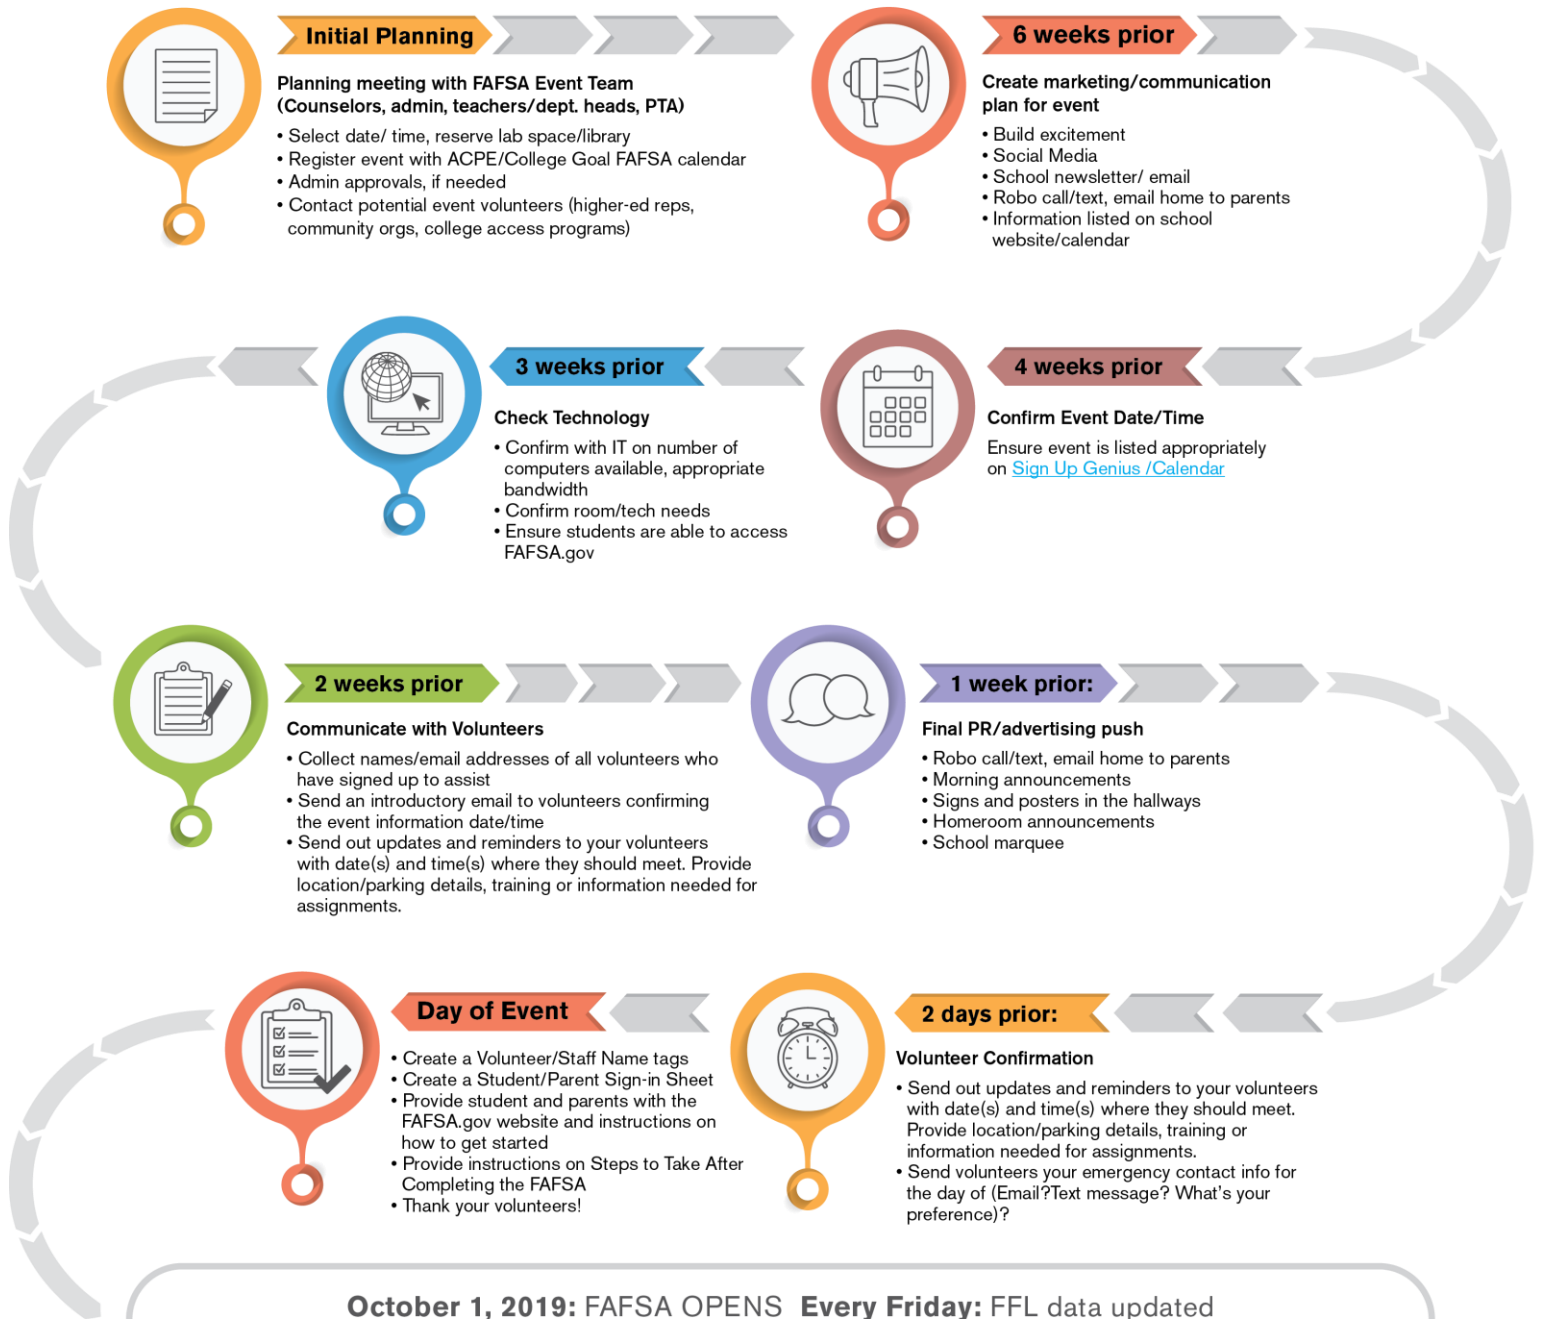 Initial Planning
Planning meeting with FAFSA Event Team
(Counselors, admin, teachers/dept. heads, PTA)
• Select date/ time, reserve lab space/library
• Register event with ACPE/College Goal FAFSA calendar
• Admin approvals, if needed
• Contact potential event volunteers (higher-ed reps,
community orgs, college access programs)
6 weeks prior
Create marketing/communication
plan for event
• Build excitement
• Social Media
• School newsletter/ email
• Robo call/text, email home to parents
• Information listed on school
website/calendar
4 weeks prior
Confirm Event Date/Time
Ensure event is listed appropriately
on Sign Up Genius /Calendar
3 weeks prior
Check Technology
• Confirm with IT on number of
computers available, appropriate
bandwidth
• Confirm room/tech needs
• Ensure students are able to access
FAFSA.gov
2 weeks prior
Communicate with Volunteers
• Collect names/email addresses of all volunteers who
have signed up to assist
• Send an introductory email to volunteers confirming
the event information date/time
• Send out updates and reminders to your volunteers
with date(s) and time(s) where they should meet. Provide
location/parking details, training or information needed for
assignments.
1 week prior:
Final PR/advertising push
• Robo call/text, email home to parents
• Morning announcements
• Signs and posters in the hallways
• Homeroom announcements
• School marquee
2 days prior:
Volunteer Confirmation
• Send out updates and reminders to your volunteers
with date(s) and time(s) where they should meet.
Provide location/parking details, training or
information needed for assignments.
• Send volunteers your emergency contact info for
the day of (Email?Text message? What's your
preference)?
Day of Event
• Create a Volunteer/Staff Name tags
• Create a Student/Parent Sign-in Sheet
• Provide student and parents with the
FAFSA.gov website and instructions on
how to get started
• Provide instructions on Steps to Take After
Completing the FAFSA
• Thank your volunteers!
October 1, 2019: FAFSA OPENS Every Friday: FFL data updated